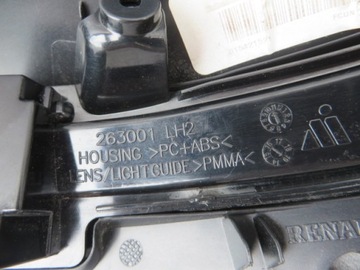 263001 LH2
HOUSING >PC+ABS<
LENS/LIGHTGUIDE >PMMA<
RENAU